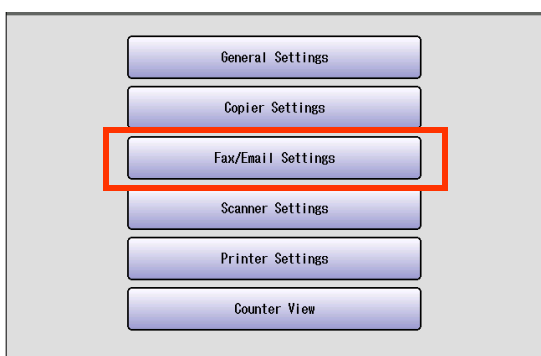 General Settings
Copier Settings
Fax/Email Settings
Scanner Settings
Printer Settings
Counter View